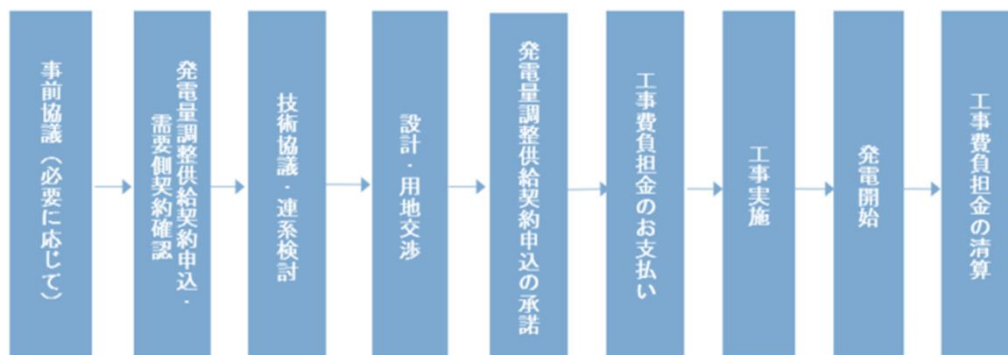 事前協議（必要に応じて）
発電量調整供給契約申込・
需要側契約確認
技術協議・連系検討
設計・用地交渉
発電量調整供給契約申込の承諾
工事費負担金のお支払い
工事実施
発電開始
工事費負担金の清算